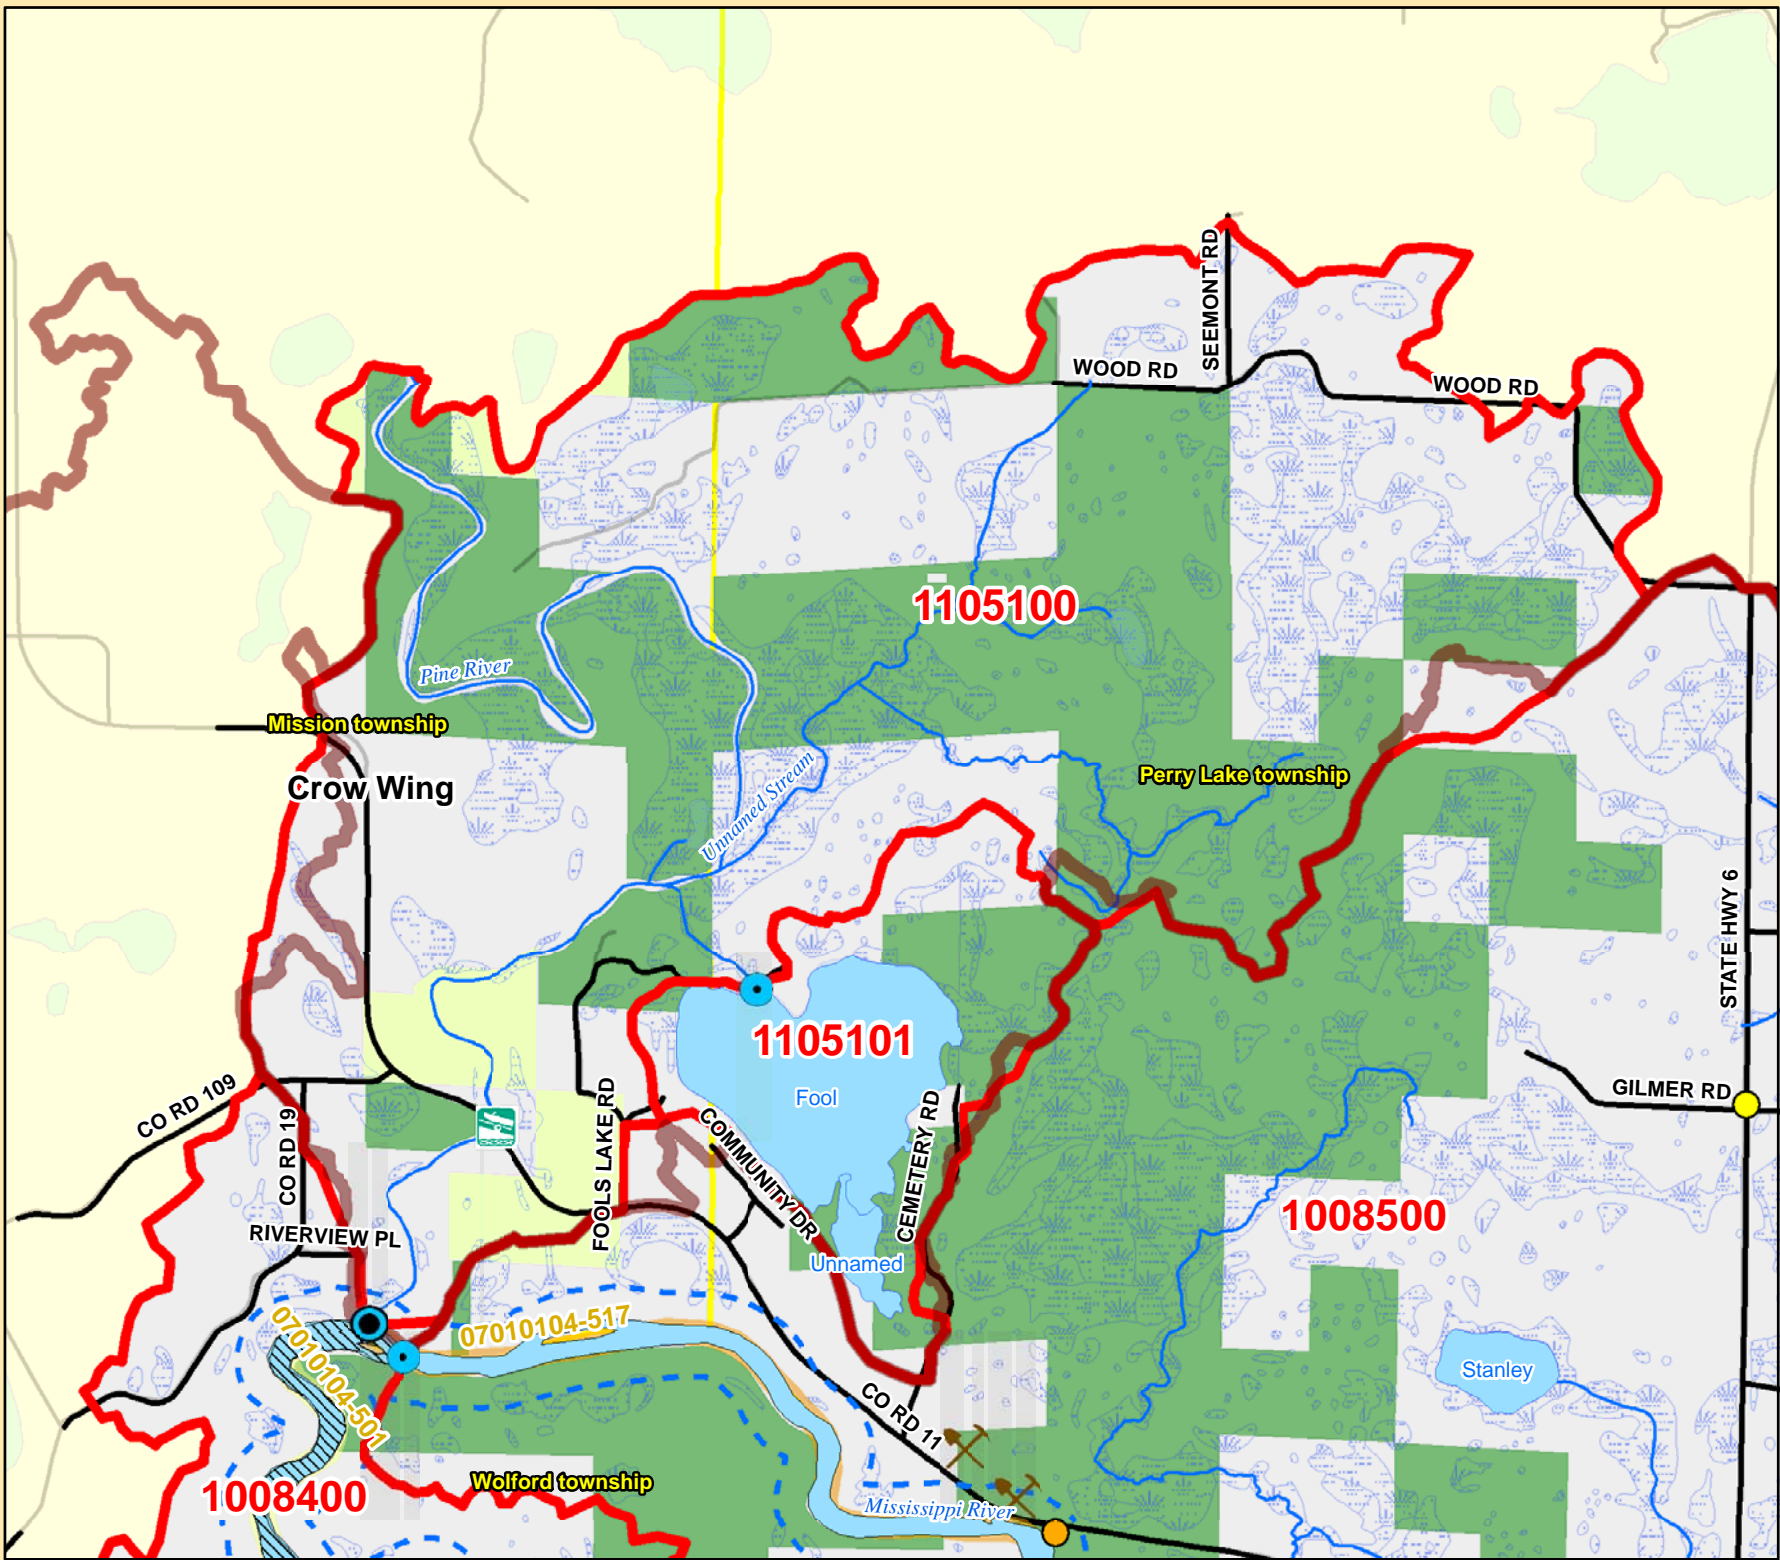 SEEMONT RD
WOOD RD
WOOD RD
1105100
Pine River
Mission township
Crow Wing
Unnamed Stream
Perry Lake township
STATE HWY 6
1105101
Fool
GILMER RD
CO RD 109
CO RD 19
FOOLS LAKE RD
COMMUNITY DR
CEMETERY RD
1008500
RIVERVIEW PL
Unnamed
07010104-517
07010104-501
Stanley
CO RD 11
Wolford township
1008400
Mississippi River